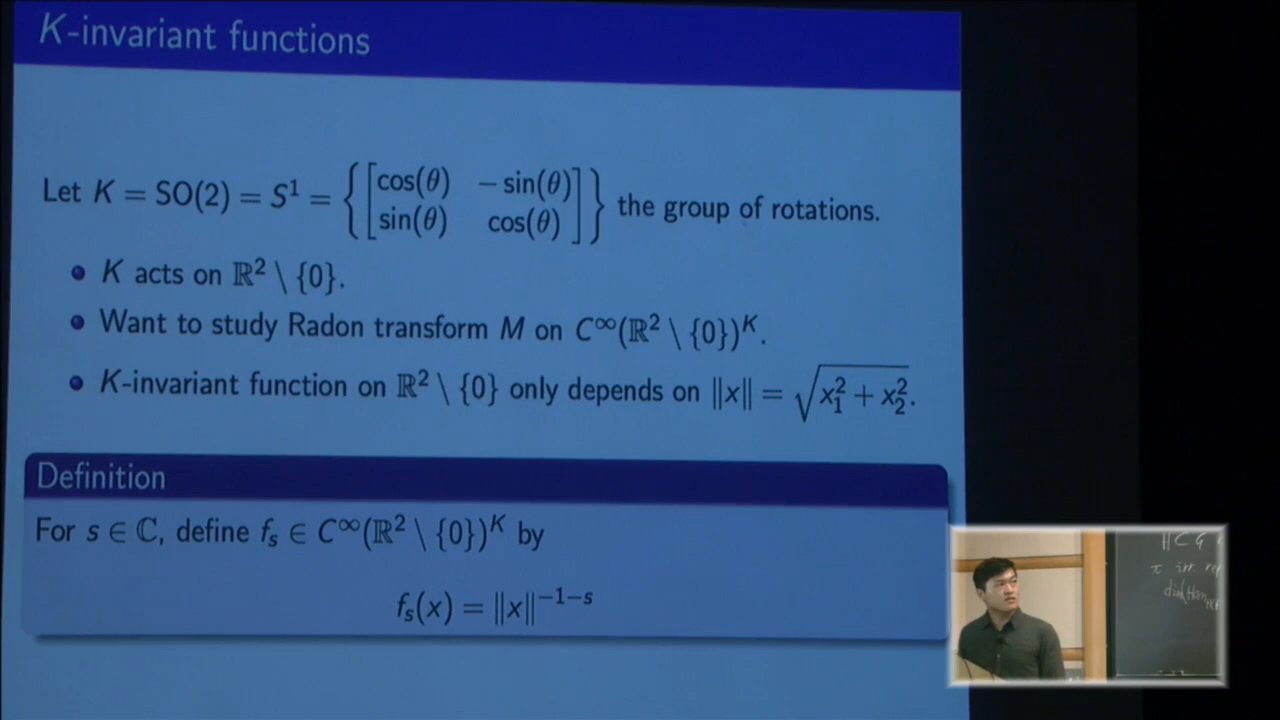 K-invariant functions
Let K = SO(2) = S¹ = { [cos(θ) − sin(θ)
sin(θ) cos(θ)] } the group of rotations.
K acts on ℝ² \ {0}.
Want to study Radon transform M on C^∞(ℝ² \ {0})^K.
K-invariant function on ℝ² \ {0} only depends on ‖x‖ = √(x₁² + x₂²).
Definition
For s ∈ ℂ, define f_s ∈ C^∞(ℝ² \ {0})^K by
f_s(x) = ‖x‖^{−1−s}
H ⊂ G
irr. rep